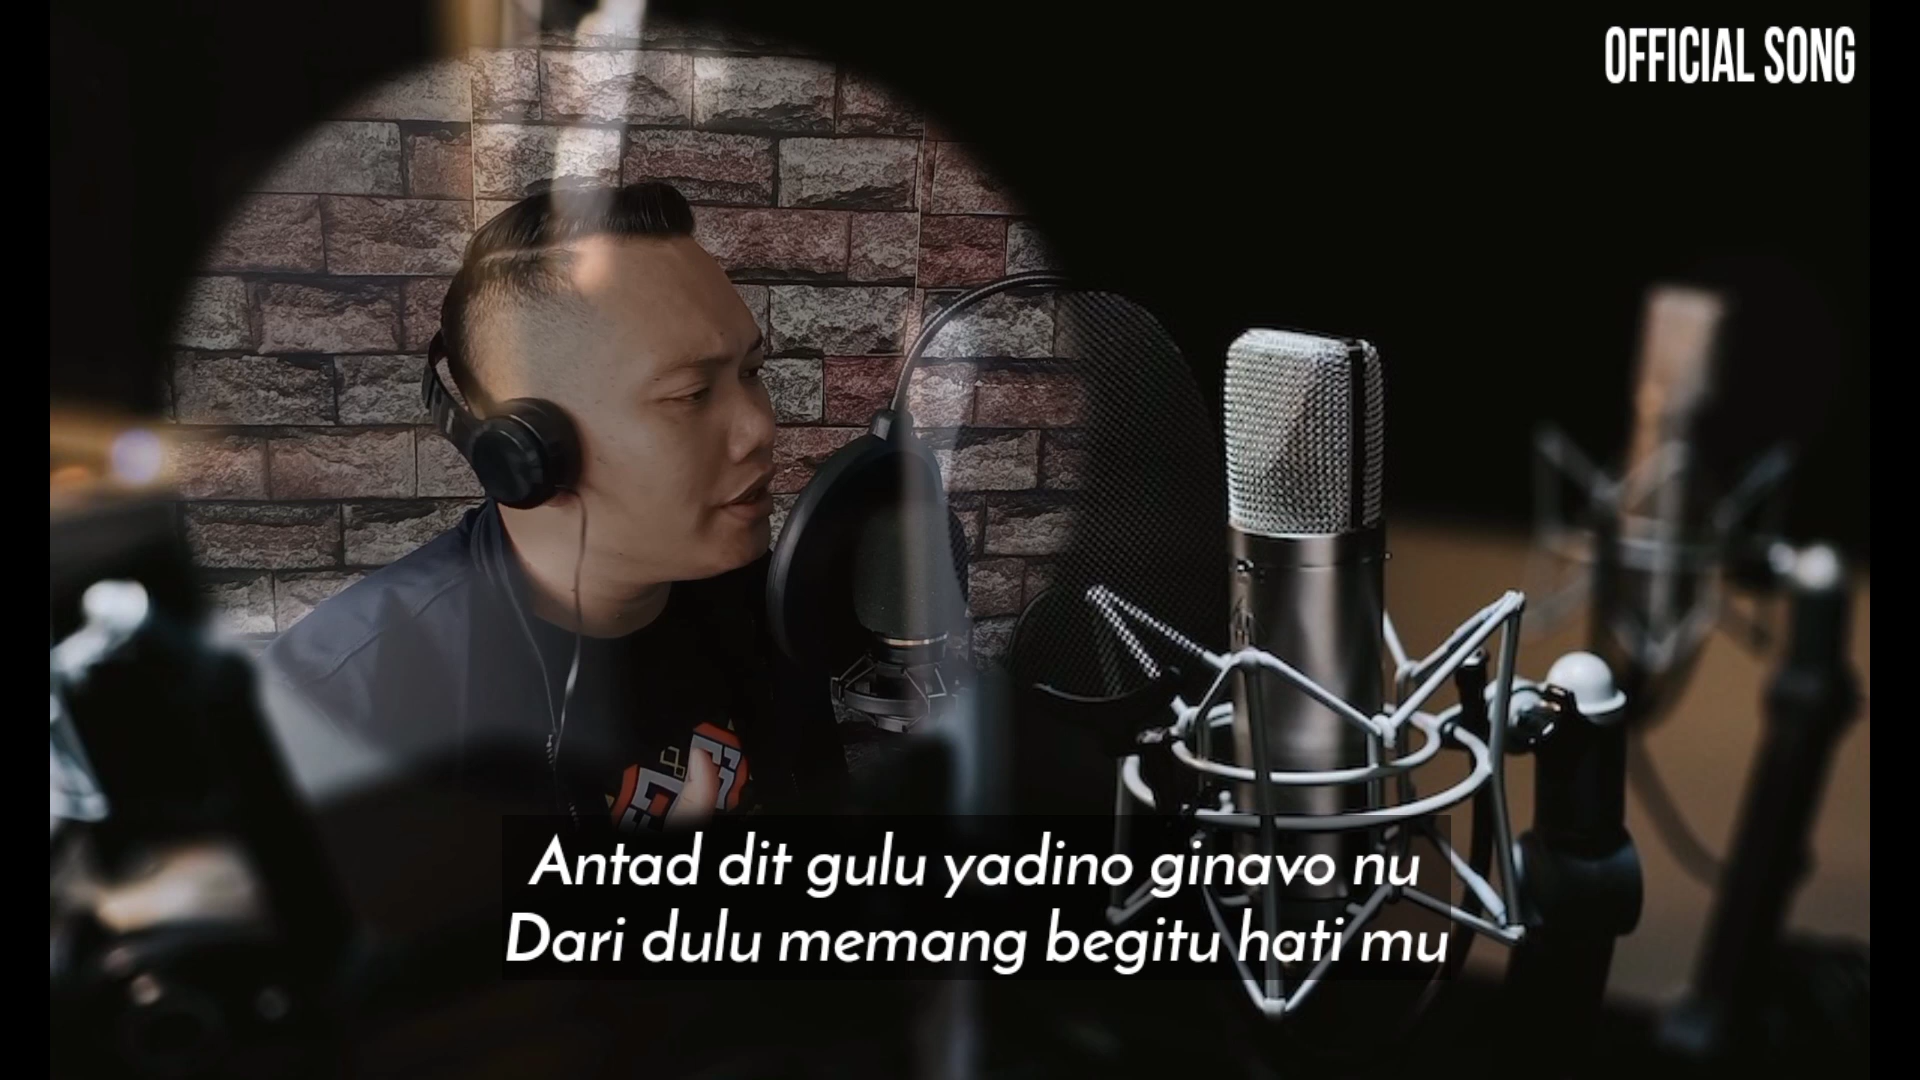 OFFICIAL SONG
Antad dit gulu yadino ginavo nu
Dari dulu memang begitu hati mu